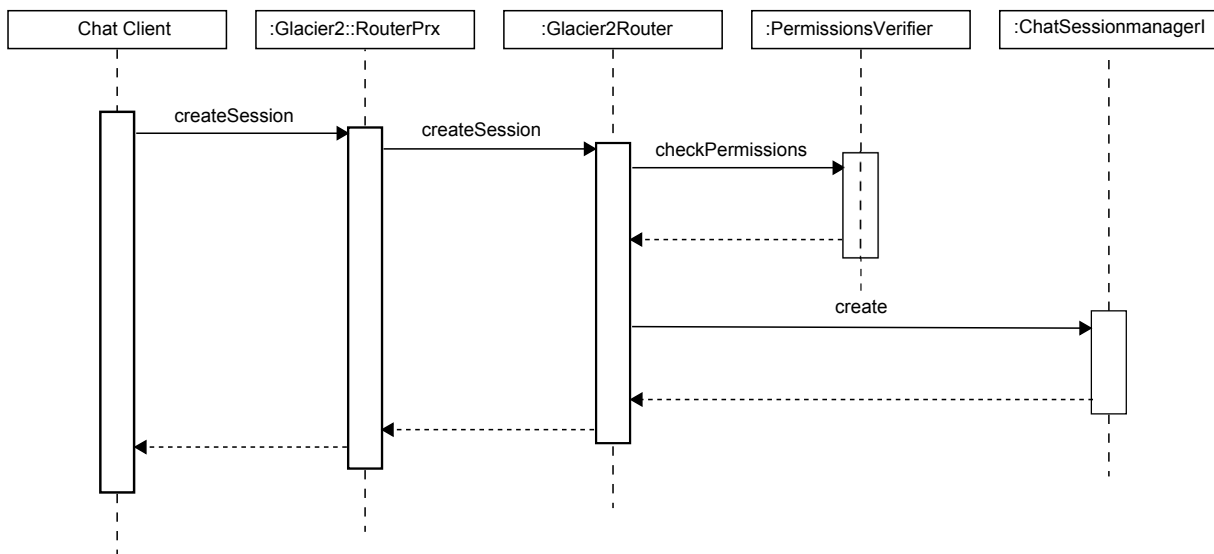 Chat Client
:Glacier2::RouterPrx
:Glacier2Router
:PermissionsVerifier
:ChatSessionmanagerI
createSession
createSession
checkPermissions
create